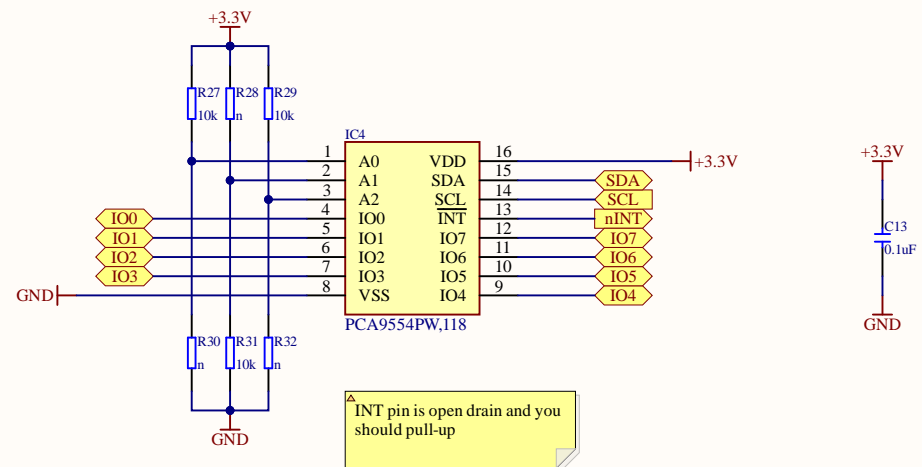 +3.3V
R27 R28 R29
10k n 10k
IC4
1 A0 VDD 16 +3.3V
2 A1 SDA 15 SDA
3 A2 SCL 14 SCL
IO0 4 IO0 INT 13 nINT
IO1 5 IO1 IO7 12 IO7
IO2 6 IO2 IO6 11 IO6
IO3 7 IO3 IO5 10 IO5
GND 8 VSS IO4 9 IO4
PCA9554PW,118
R30 R31 R32
n 10k n
GND
+3.3V
C13
0.1uF
GND
INT pin is open drain and you
should pull-up